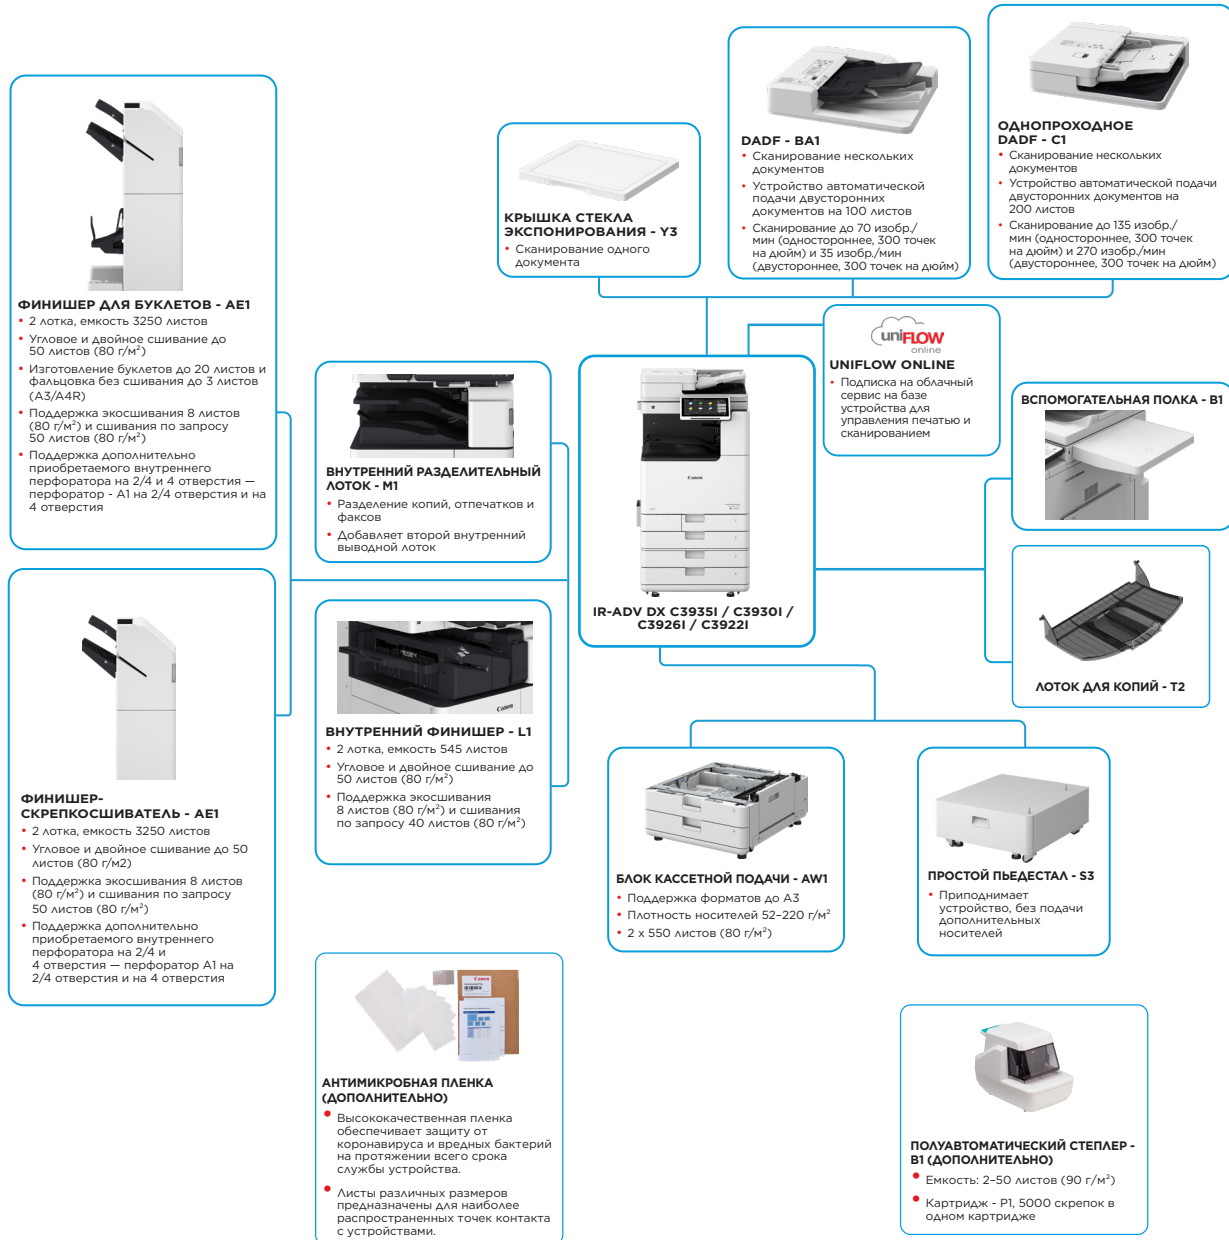 ФИНИШЕР ДЛЯ БУКЛЕТОВ - AE1
• 2 лотка, емкость 3250 листов
• Угловое и двойное сшивание до
50 листов (80 г/м²)
• Изготовление буклетов до 20 листов и
фальцовка без сшивания до 3 листов
(A3/A4R)
• Поддержка экосшивания 8 листов
(80 г/м²) и сшивания по запросу
50 листов (80 г/м²)
• Поддержка дополнительно
приобретаемого внутреннего
перфоратора на 2/4 и 4 отверстия —
перфоратор - A1 на 2/4 отверстия и на
4 отверстия
ФИНИШЕР-
СКРЕПКОСШИВАТЕЛЬ - AE1
• 2 лотка, емкость 3250 листов
• Угловое и двойное сшивание до 50
листов (80 г/м2)
• Поддержка экосшивания 8 листов
(80 г/м²) и сшивания по запросу
50 листов (80 г/м²)
• Поддержка дополнительно
приобретаемого внутреннего
перфоратора на 2/4 и
4 отверстия — перфоратор A1 на
2/4 отверстия и на 4 отверстия
ВНУТРЕННИЙ РАЗДЕЛИТЕЛЬНЫЙ
ЛОТОК - M1
• Разделение копий, отпечатков и
факсов
• Добавляет второй внутренний
выводной лоток
Canon
ВНУТРЕННИЙ ФИНИШЕР - L1
• 2 лотка, емкость 545 листов
• Угловое и двойное сшивание до
50 листов (80 г/м²)
• Поддержка экосшивания
8 листов (80 г/м²) и сшивания
по запросу 40 листов (80 г/м²)
КРЫШКА СТЕКЛА
ЭКСПОНИРОВАНИЯ - Y3
• Сканирование одного
документа
DADF - BA1
• Сканирование нескольких
документов
• Устройство автоматической
подачи двусторонних
документов на 100 листов
• Сканирование до 70 изобр./
мин (одностороннее, 300 точек
на дюйм) и 35 изобр./мин
(двустороннее, 300 точек на дюйм)
ОДНОПРОХОДНОЕ
DADF - C1
• Сканирование нескольких
документов
• Устройство автоматической подачи
двусторонних документов на
200 листов
• Сканирование до 135 изобр./
мин (одностороннее, 300 точек
на дюйм) и 270 изобр./мин
(двустороннее, 300 точек на дюйм)
uniFLOW
online
UNIFLOW ONLINE
• Подписка на облачный
сервис на базе
устройства для
управления печатью и
сканированием
Canon
IR-ADV DX C3935I / C3930I /
C3926I / C3922I
ВСПОМОГАТЕЛЬНАЯ ПОЛКА - B1
ЛОТОК ДЛЯ КОПИЙ - T2
БЛОК КАССЕТНОЙ ПОДАЧИ - AW1
• Поддержка форматов до A3
• Плотность носителей 52–220 г/м²
• 2 x 550 листов (80 г/м²)
ПРОСТОЙ ПЬЕДЕСТАЛ - S3
• Приподнимает
устройство, без подачи
дополнительных
носителей
Canon
АНТИМИКРОБНАЯ ПЛЕНКА
(ДОПОЛНИТЕЛЬНО)
• Высококачественная пленка
обеспечивает защиту от
коронавируса и вредных бактерий
на протяжении всего срока
службы устройства.
• Листы различных размеров
предназначены для наиболее
распространенных точек контакта
с устройствами.
ПОЛУАВТОМАТИЧЕСКИЙ СТЕПЛЕР -
B1 (ДОПОЛНИТЕЛЬНО)
• Емкость: 2–50 листов (90 г/м²)
• Картридж - P1, 5000 скрепок в
одном картридже